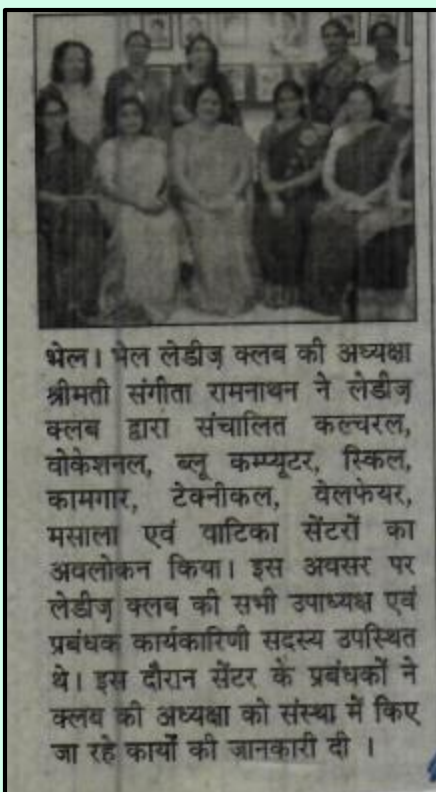 भेल। भेल लेडीज़ क्लब की अध्यक्षा
श्रीमती संगीता रामनाथन ने लेडीज़
क्लब द्वारा संचालित कल्चरल,
वोकेशनल, ब्लू कम्प्यूटर, स्किल,
कामगार, टेक्नीकल, वेलफेयर,
मसाला एवं वाटिका सेंटरों का
अवलोकन किया। इस अवसर पर
लेडीज़ क्लब की सभी उपाध्यक्ष एवं
प्रबंधक कार्यकारिणी सदस्य उपस्थित
थे। इस दौरान सेंटर के प्रबंधकों ने
क्लब की अध्यक्षा को संस्था में किए
जा रहे कार्यों की जानकारी दी ।